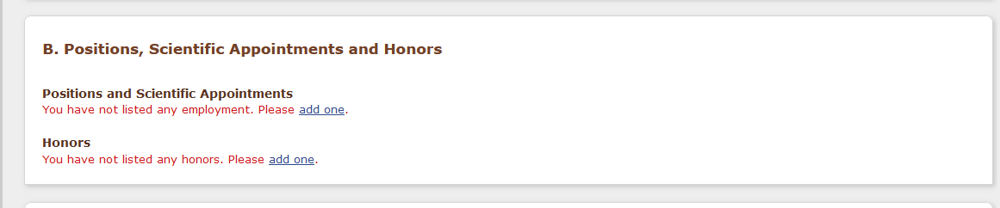 B. Positions, Scientific Appointments and Honors
Positions and Scientific Appointments
You have not listed any employment. Please add one.
Honors
You have not listed any honors. Please add one.